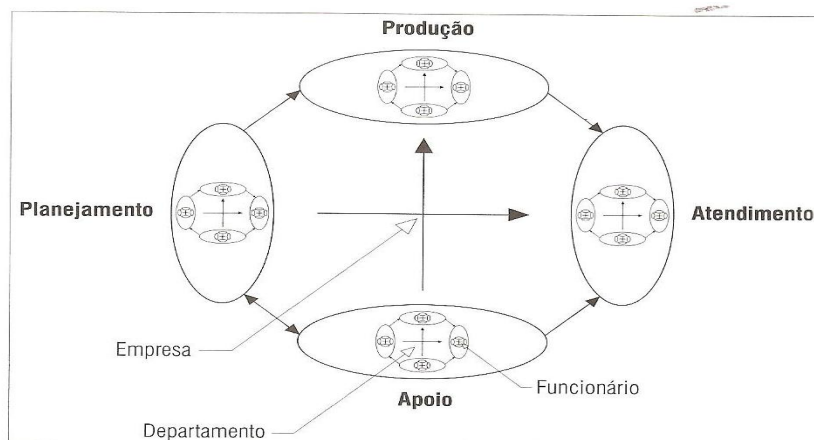 Produção
Planejamento
Atendimento
Empresa
Funcionário
Apoio
Departamento